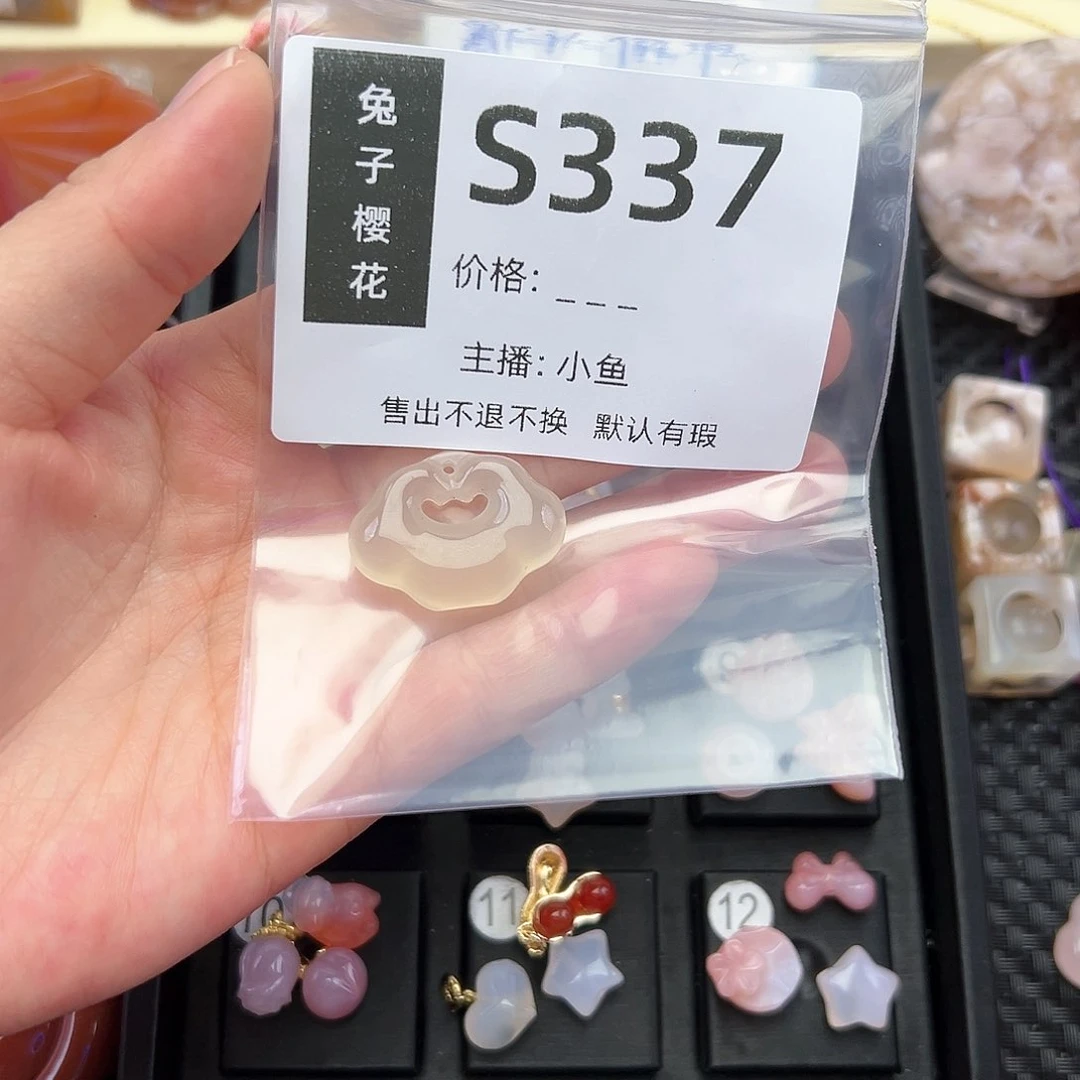 兔子樱花
S337
价格: _ _ _
主播: 小鱼
售出不退不换 默认有瑕
10
11
12